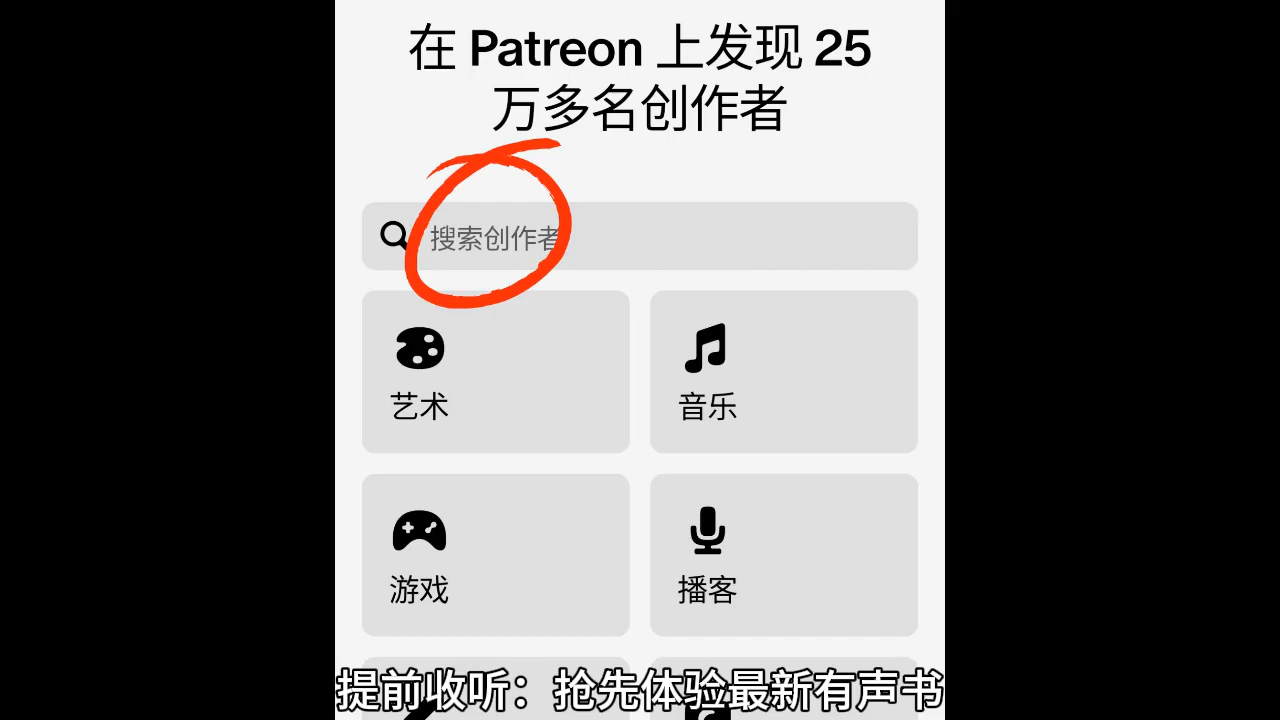 在 Patreon 上发现 25
万多名创作者
搜索创作者
艺术
音乐
游戏
播客
提前收听：抢先体验最新有声书